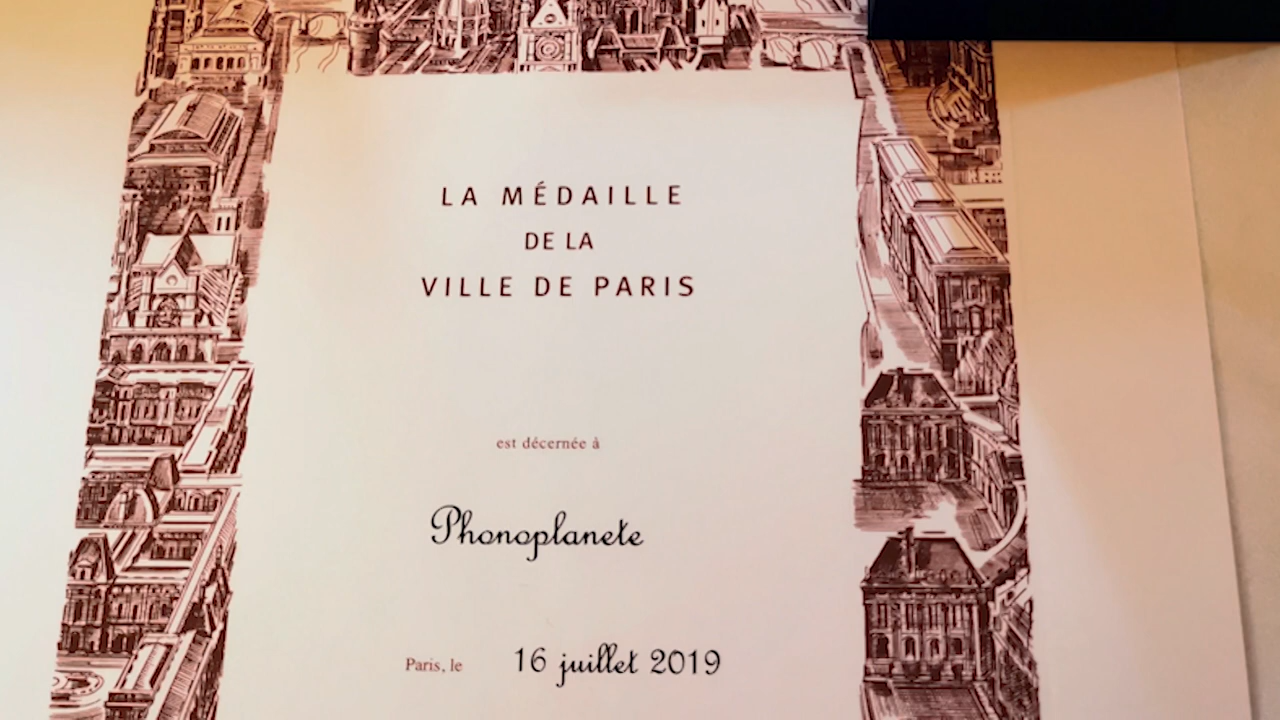 LA MÉDAILLE
DE LA
VILLE DE PARIS
est décernée à
Phonoplanete
Paris, le 16 juillet 2019